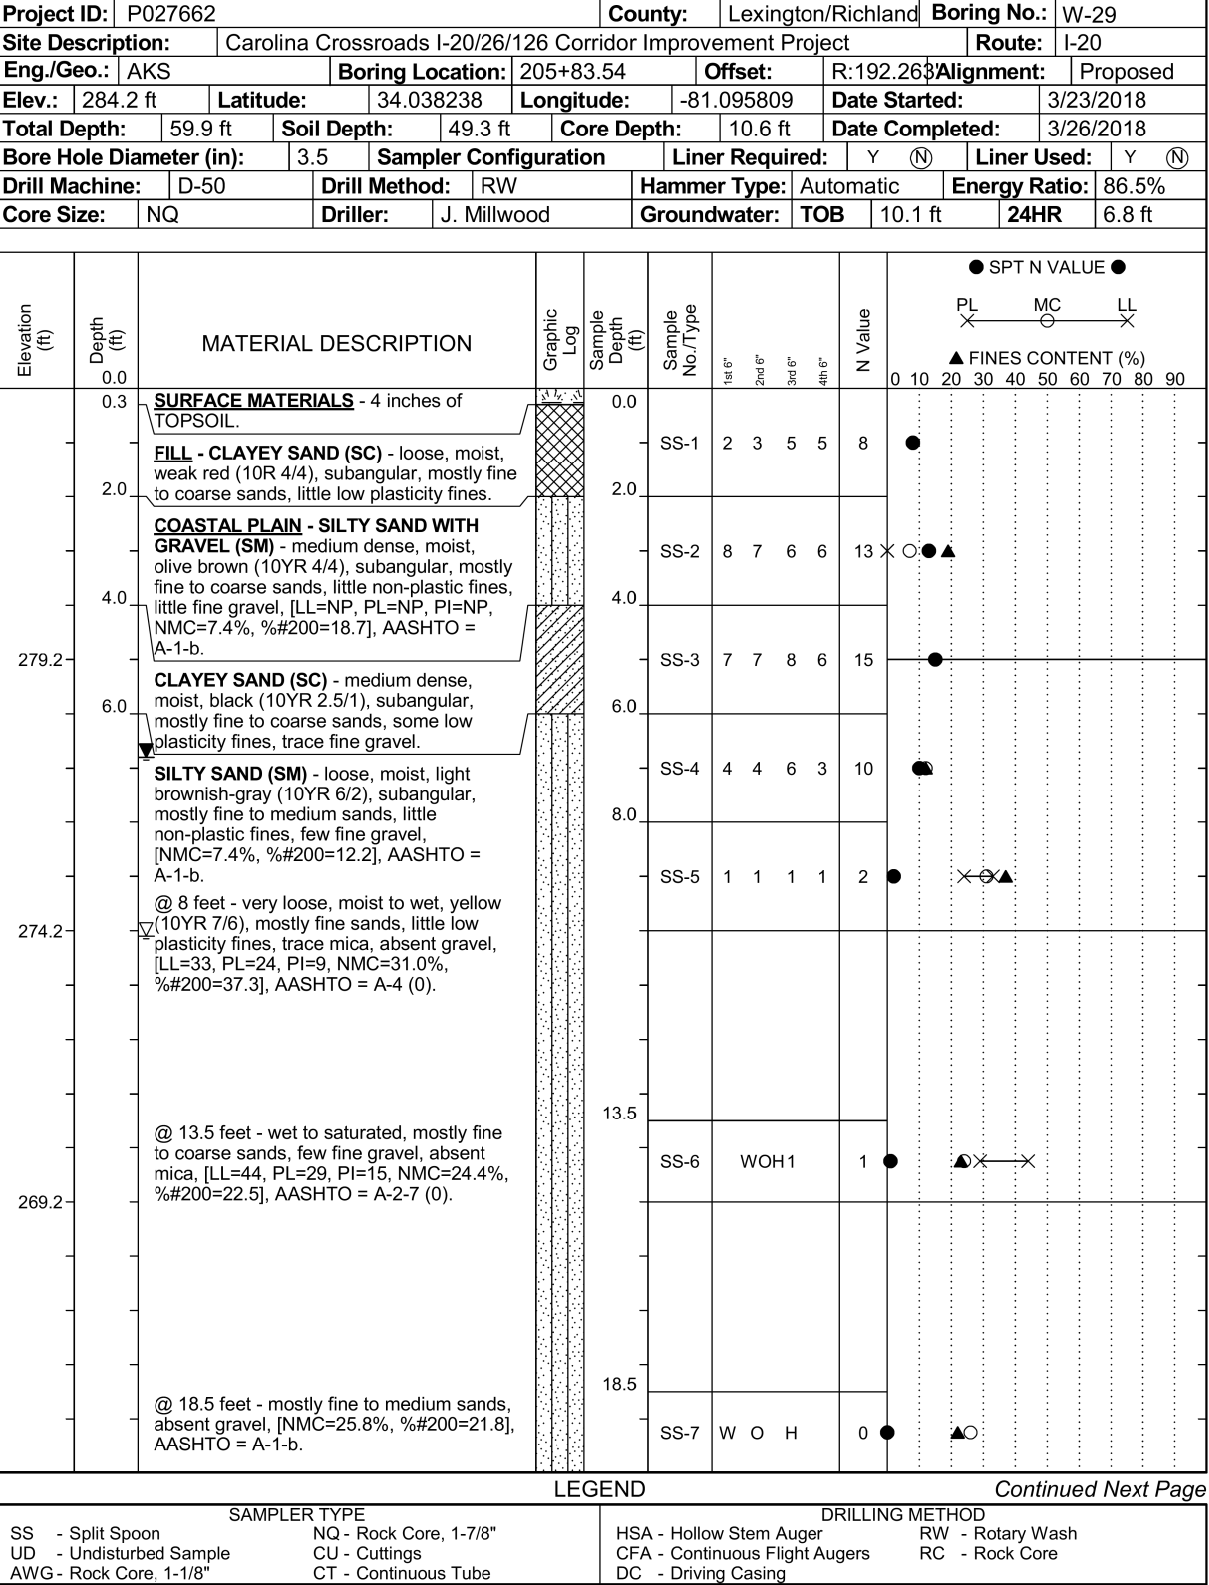 Project ID: P027662 County: Lexington/Richland Boring No.: W-29
Site Description: Carolina Crossroads I-20/26/126 Corridor Improvement Project Route: I-20
Eng./Geo.: AKS Boring Location: 205+83.54 Offset: R:192.263' Alignment: Proposed
Elev.: 284.2 ft Latitude: 34.038238 Longitude: -81.095809 Date Started: 3/23/2018
Total Depth: 59.9 ft Soil Depth: 49.3 ft Core Depth: 10.6 ft Date Completed: 3/26/2018
Bore Hole Diameter (in): 3.5 Sampler Configuration Liner Required: Y N Liner Used: Y N
Drill Machine: D-50 Drill Method: RW Hammer Type: Automatic Energy Ratio: 86.5%
Core Size: NQ Driller: J. Millwood Groundwater: TOB 10.1 ft 24HR 6.8 ft
Elevation (ft)
Depth (ft)
0.0
MATERIAL DESCRIPTION
Graphic Log
Sample Depth (ft)
Sample No./Type
1st 6"
2nd 6"
3rd 6"
4th 6"
N Value
● SPT N VALUE ●
PL MC LL
▲ FINES CONTENT (%)
0 10 20 30 40 50 60 70 80 90
0.3
SURFACE MATERIALS - 4 inches of
TOPSOIL.
0.0
SS-1 2 3 5 5 8
FILL - CLAYEY SAND (SC) - loose, moist,
weak red (10R 4/4), subangular, mostly fine
to coarse sands, little low plasticity fines.
2.0
2.0
COASTAL PLAIN - SILTY SAND WITH
GRAVEL (SM) - medium dense, moist,
olive brown (10YR 4/4), subangular, mostly
fine to coarse sands, little non-plastic fines,
little fine gravel, [LL=NP, PL=NP, PI=NP,
NMC=7.4%, %#200=18.7], AASHTO =
A-1-b.
SS-2 8 7 6 6 13
4.0
4.0
279.2
SS-3 7 7 8 6 15
CLAYEY SAND (SC) - medium dense,
moist, black (10YR 2.5/1), subangular,
mostly fine to coarse sands, some low
plasticity fines, trace fine gravel.
6.0
6.0
SILTY SAND (SM) - loose, moist, light
brownish-gray (10YR 6/2), subangular,
mostly fine to medium sands, little
non-plastic fines, few fine gravel,
[NMC=7.4%, %#200=12.2], AASHTO =
A-1-b.
SS-4 4 4 6 3 10
8.0
SS-5 1 1 1 1 2
@ 8 feet - very loose, moist to wet, yellow
(10YR 7/6), mostly fine sands, little low
plasticity fines, trace mica, absent gravel,
[LL=33, PL=24, PI=9, NMC=31.0%,
%#200=37.3], AASHTO = A-4 (0).
274.2
13.5
@ 13.5 feet - wet to saturated, mostly fine
to coarse sands, few fine gravel, absent
mica, [LL=44, PL=29, PI=15, NMC=24.4%,
%#200=22.5], AASHTO = A-2-7 (0).
SS-6 WOH 1 1
269.2
18.5
@ 18.5 feet - mostly fine to medium sands,
absent gravel, [NMC=25.8%, %#200=21.8],
AASHTO = A-1-b.
SS-7 W O H 0
LEGEND
Continued Next Page
SAMPLER TYPE
SS - Split Spoon NQ - Rock Core, 1-7/8"
UD - Undisturbed Sample CU - Cuttings
AWG - Rock Core, 1-1/8" CT - Continuous Tube
DRILLING METHOD
HSA - Hollow Stem Auger RW - Rotary Wash
CFA - Continuous Flight Augers RC - Rock Core
DC - Driving Casing